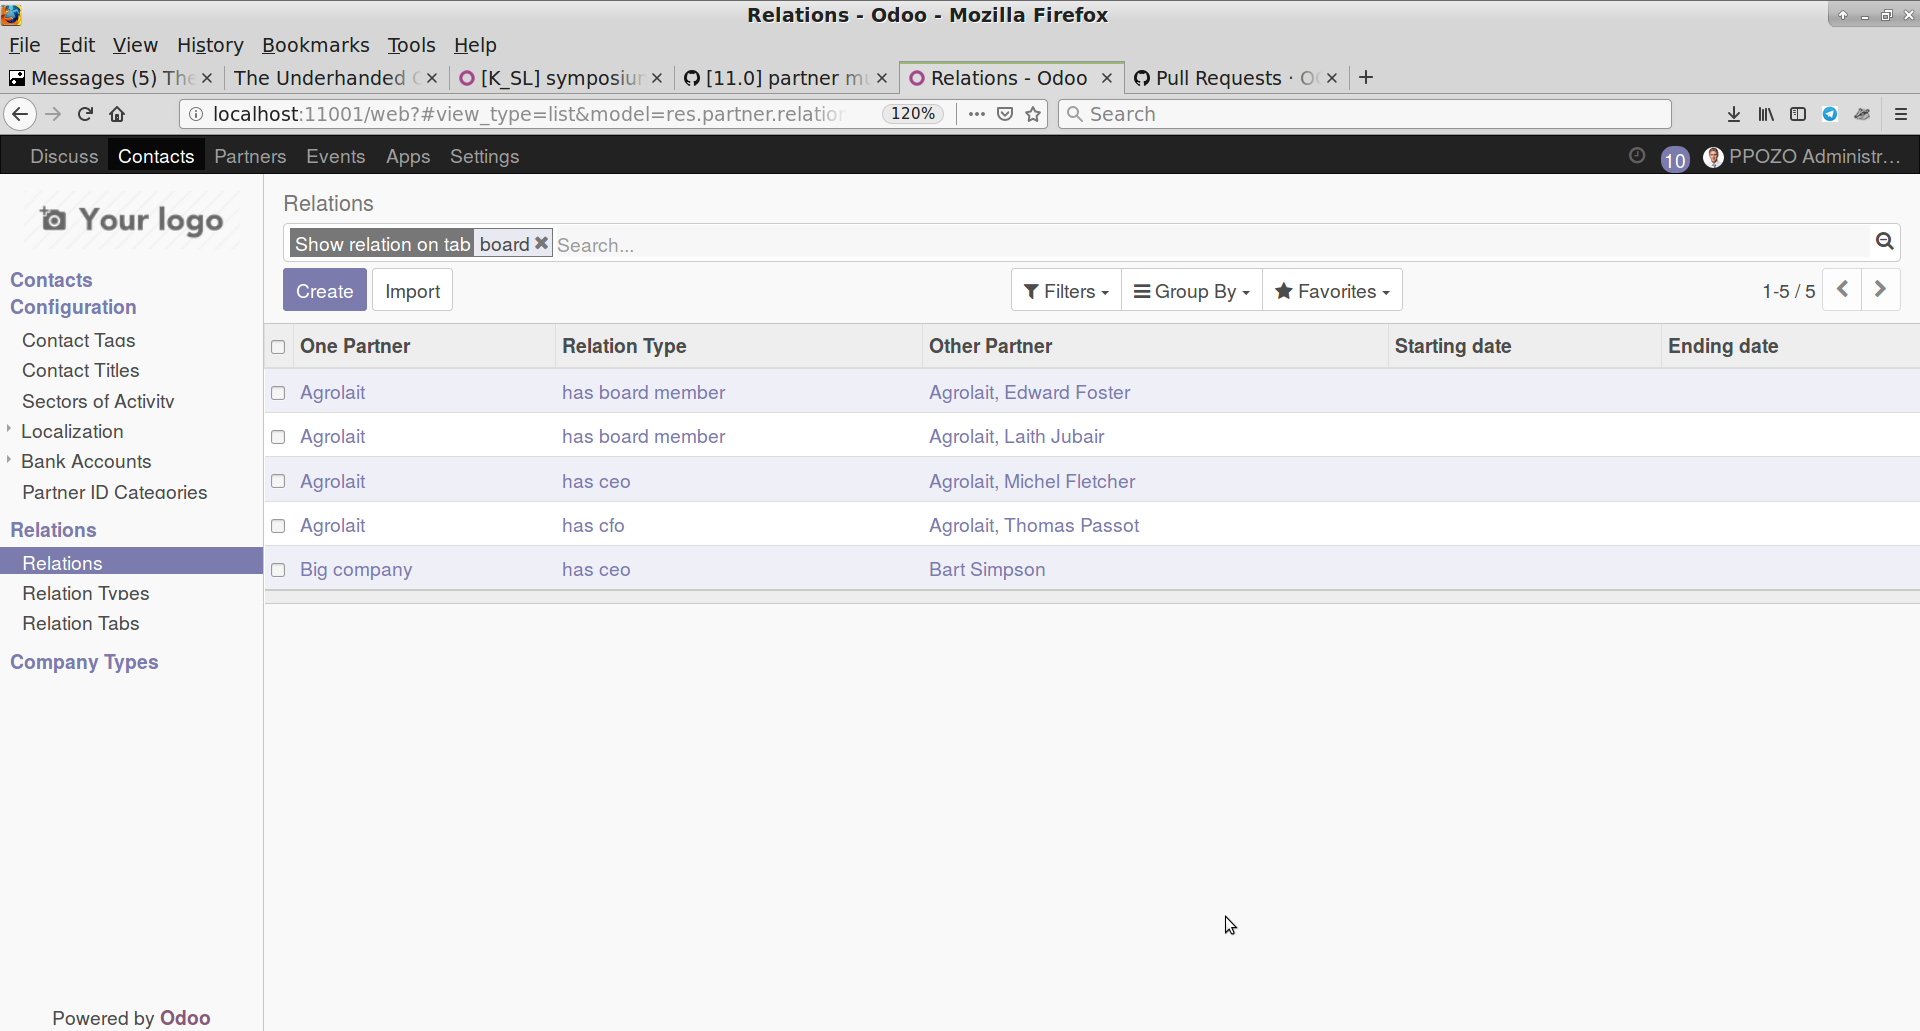 Relations - Odoo - Mozilla Firefox
File Edit View History Bookmarks Tools Help
Messages (5) The The Underhanded [K_SL] symposium [11.0] partner mu Relations - Odoo Pull Requests ·
localhost:11001/web?#view_type=list&model=res.partner.relatio 120% Search
Discuss Contacts Partners Events Apps Settings 10 PPOZO Administr...
Your logo
Relations
Show relation on tab board Search...
Create Import Filters Group By Favorites 1-5 / 5
Contacts
Configuration
Contact Tags
Contact Titles
Sectors of Activity
Localization
Bank Accounts
Partner ID Categories
Relations
Relations
Relation Types
Relation Tabs
Company Types
One Partner Relation Type Other Partner Starting date Ending date
Agrolait has board member Agrolait, Edward Foster
Agrolait has board member Agrolait, Laith Jubair
Agrolait has ceo Agrolait, Michel Fletcher
Agrolait has cfo Agrolait, Thomas Passot
Big company has ceo Bart Simpson
Powered by Odoo